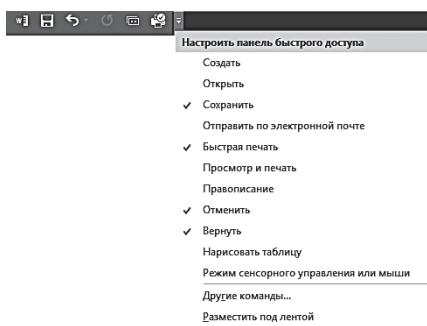 Настроить панель быстрого доступа
Создать
Открыть
Сохранить
Отправить по электронной почте
Быстрая печать
Просмотр и печать
Правописание
Отменить
Вернуть
Нарисовать таблицу
Режим сенсорного управления или мыши
Другие команды...
Разместить под лентой